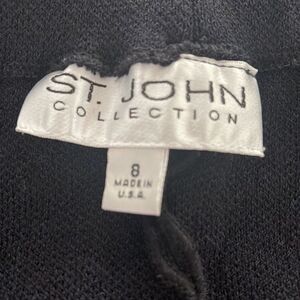 ST. JOHN
COLLECTION
8
MADE IN
U.S.A.